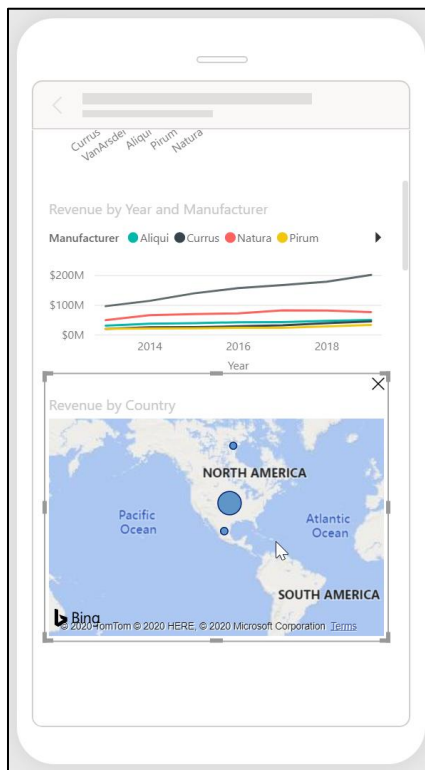 Currus
VanArsdel
Aliqui
Pirum
Natura
Revenue by Year and Manufacturer
Manufacturer Aliqui Currus Natura Pirum
$200M
$100M
$0M
2014 2016 2018
Year
Revenue by Country
NORTH AMERICA
Pacific
Ocean
Atlantic
Ocean
SOUTH AMERICA
Bing
© 2020 TomTom © 2020 HERE, © 2020 Microsoft Corporation Terms